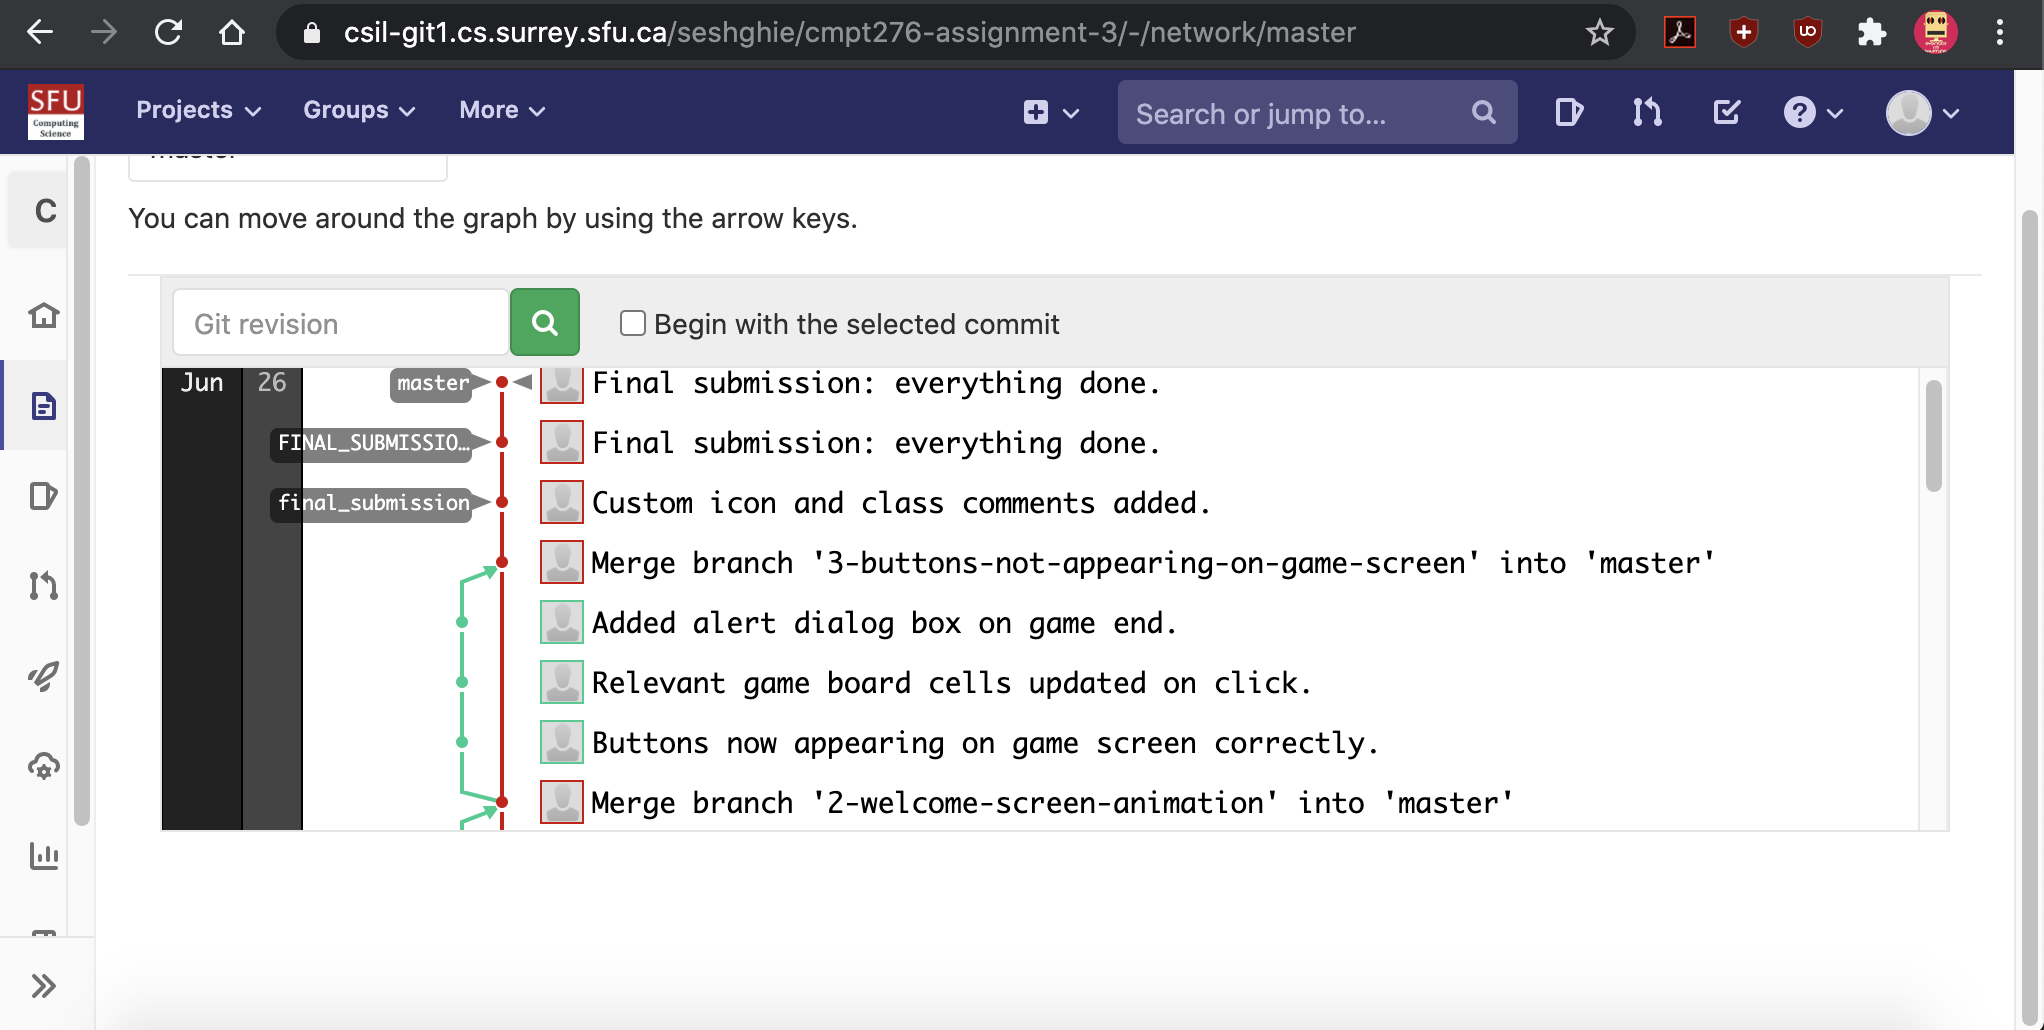 csil-git1.cs.surrey.sfu.ca/seshghie/cmpt276-assignment-3/-/network/master
SFU
Computing
Science
Projects
Groups
More
Search or jump to...
C
You can move around the graph by using the arrow keys.
Git revision
Begin with the selected commit
Jun 26 master Final submission: everything done.
FINAL_SUBMISSIO… Final submission: everything done.
final_submission Custom icon and class comments added.
Merge branch '3-buttons-not-appearing-on-game-screen' into 'master'
Added alert dialog box on game end.
Relevant game board cells updated on click.
Buttons now appearing on game screen correctly.
Merge branch '2-welcome-screen-animation' into 'master'